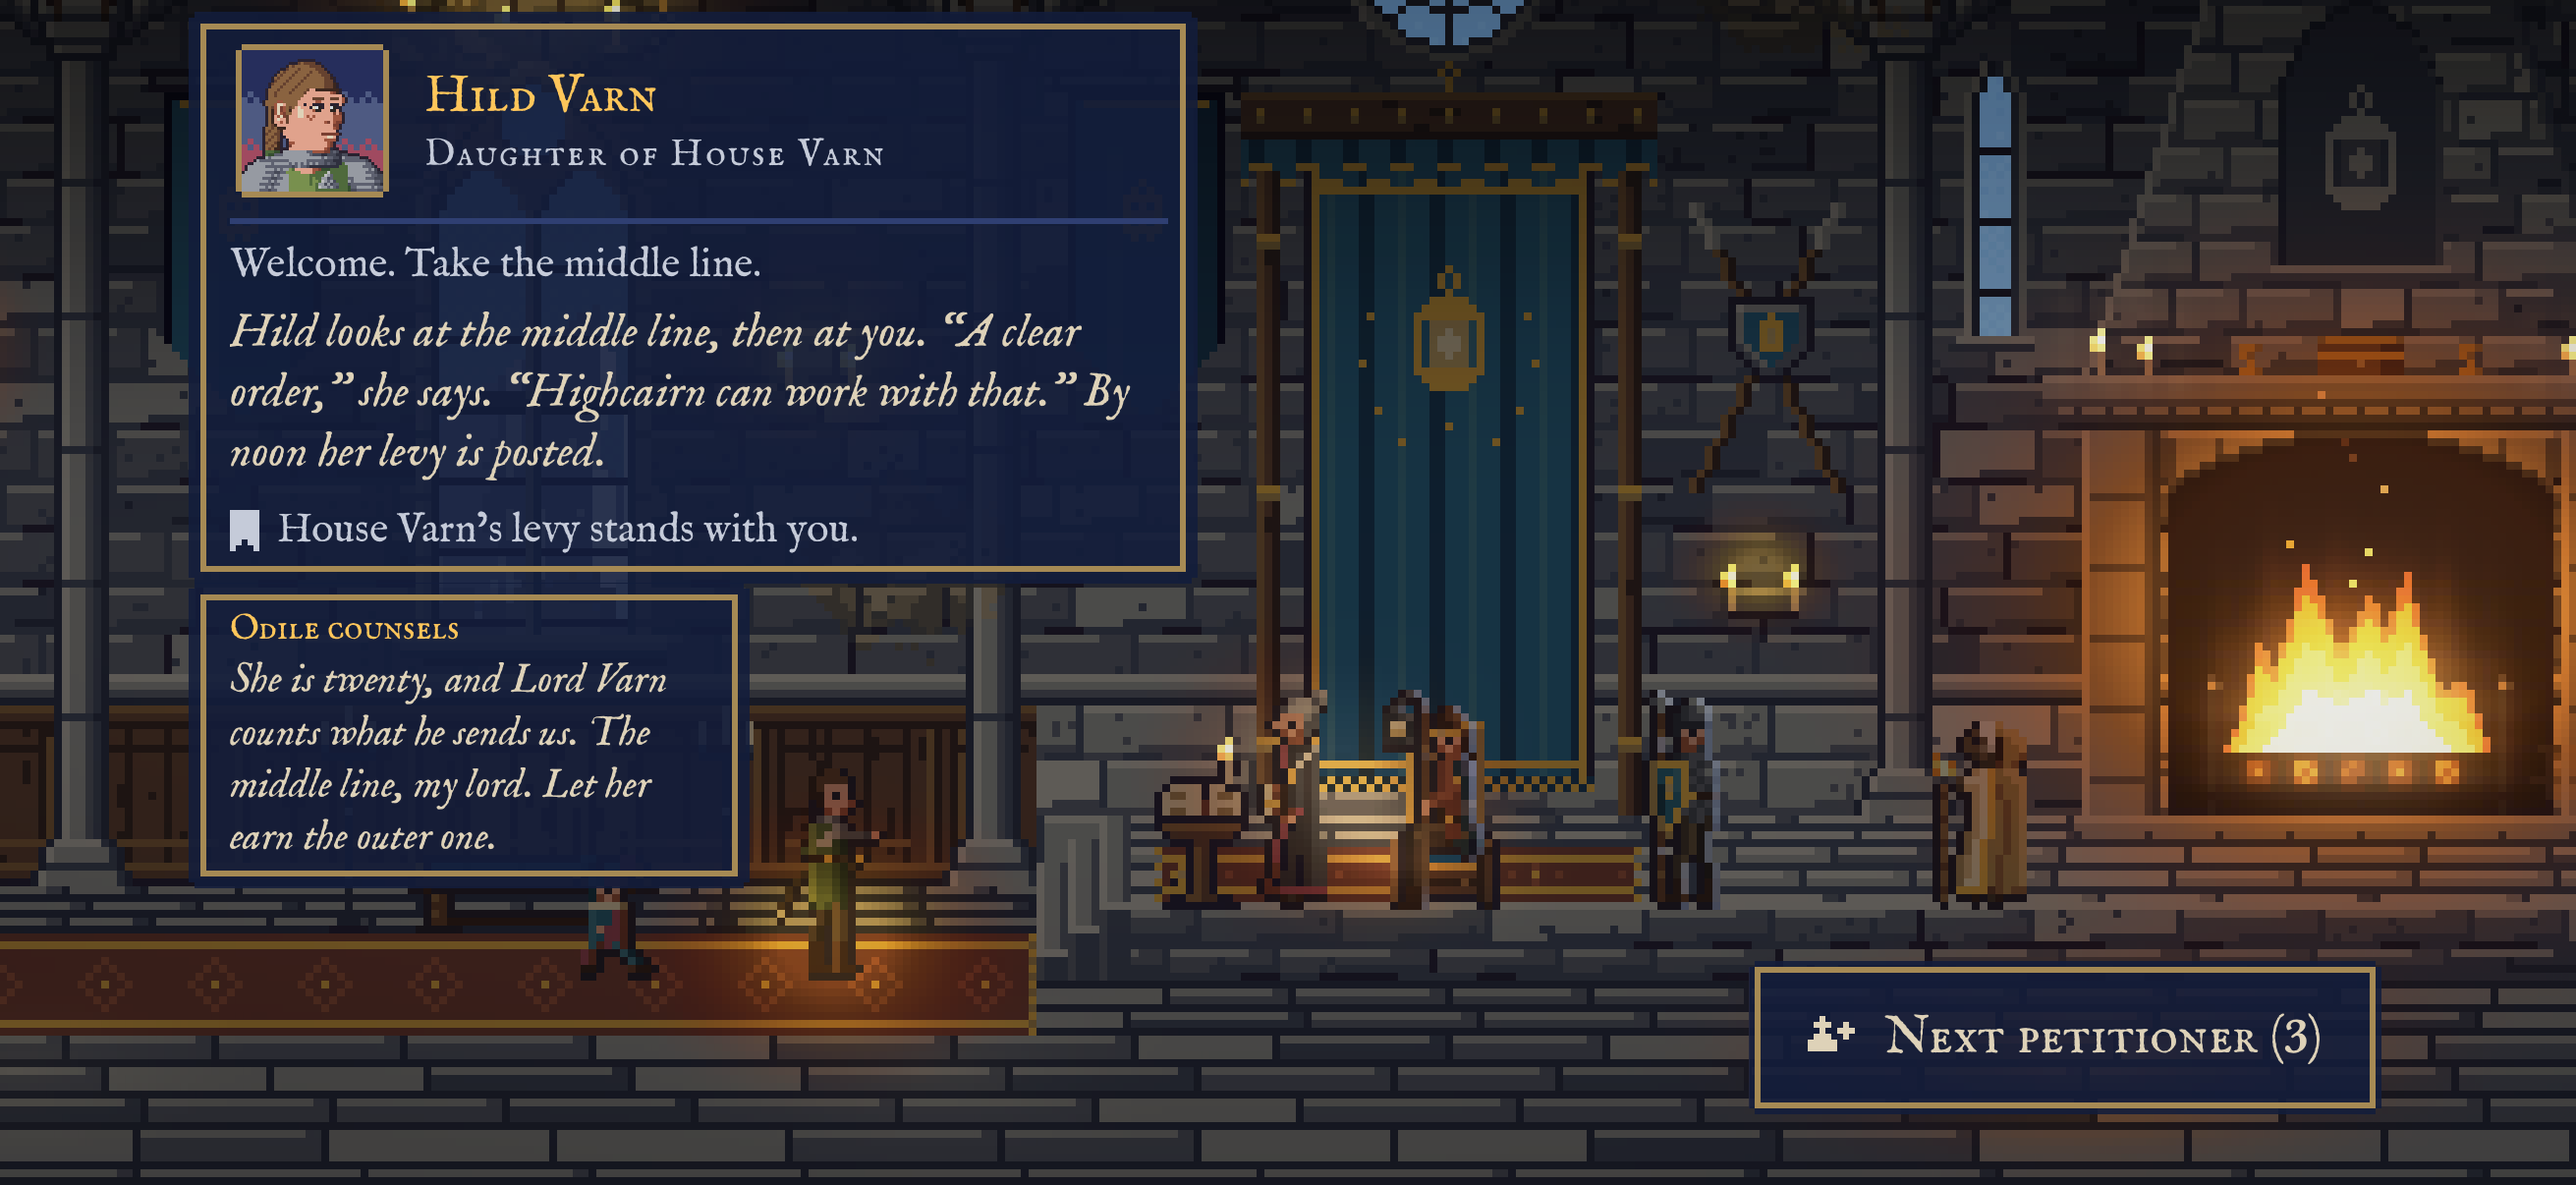 Hild Varn
Daughter of House Varn
Welcome. Take the middle line.
Hild looks at the middle line, then at you. “A clear
order,” she says. “Highcairn can work with that.” By
noon her levy is posted.
House Varn’s levy stands with you.
Odile counsels
She is twenty, and Lord Varn
counts what he sends us. The
middle line, my lord. Let her
earn the outer one.
Next petitioner (3)